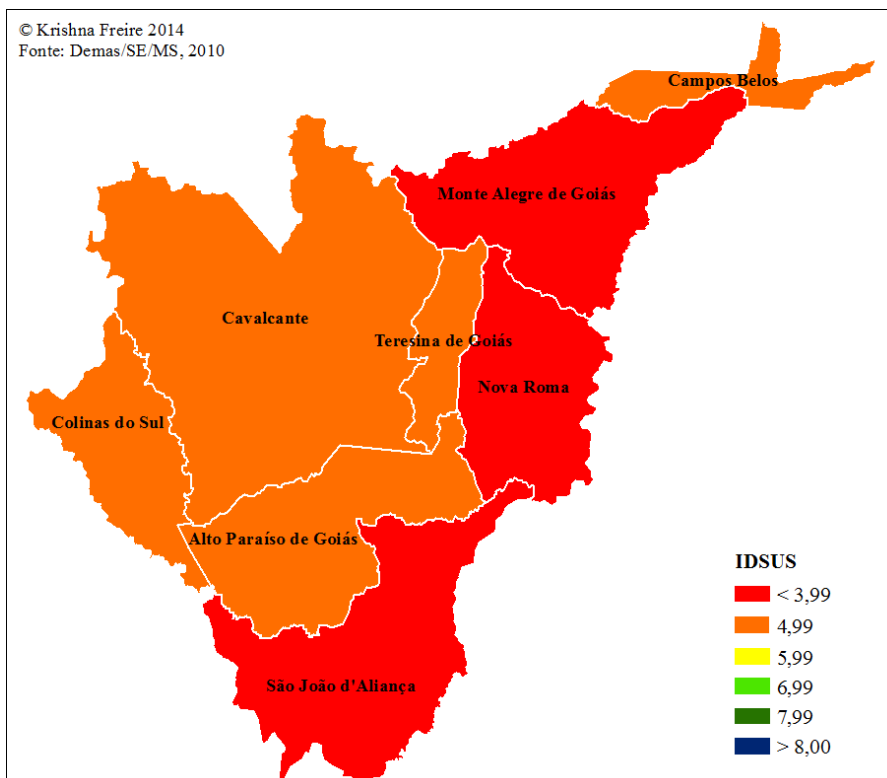 © Krishna Freire 2014
Fonte: Demas/SE/MS, 2010
Campos Belos
Monte Alegre de Goiás
Cavalcante
Teresina de Goiás
Nova Roma
Colinas do Sul
Alto Paraíso de Goiás
São João d'Aliança
IDSUS
< 3,99
4,99
5,99
6,99
7,99
> 8,00